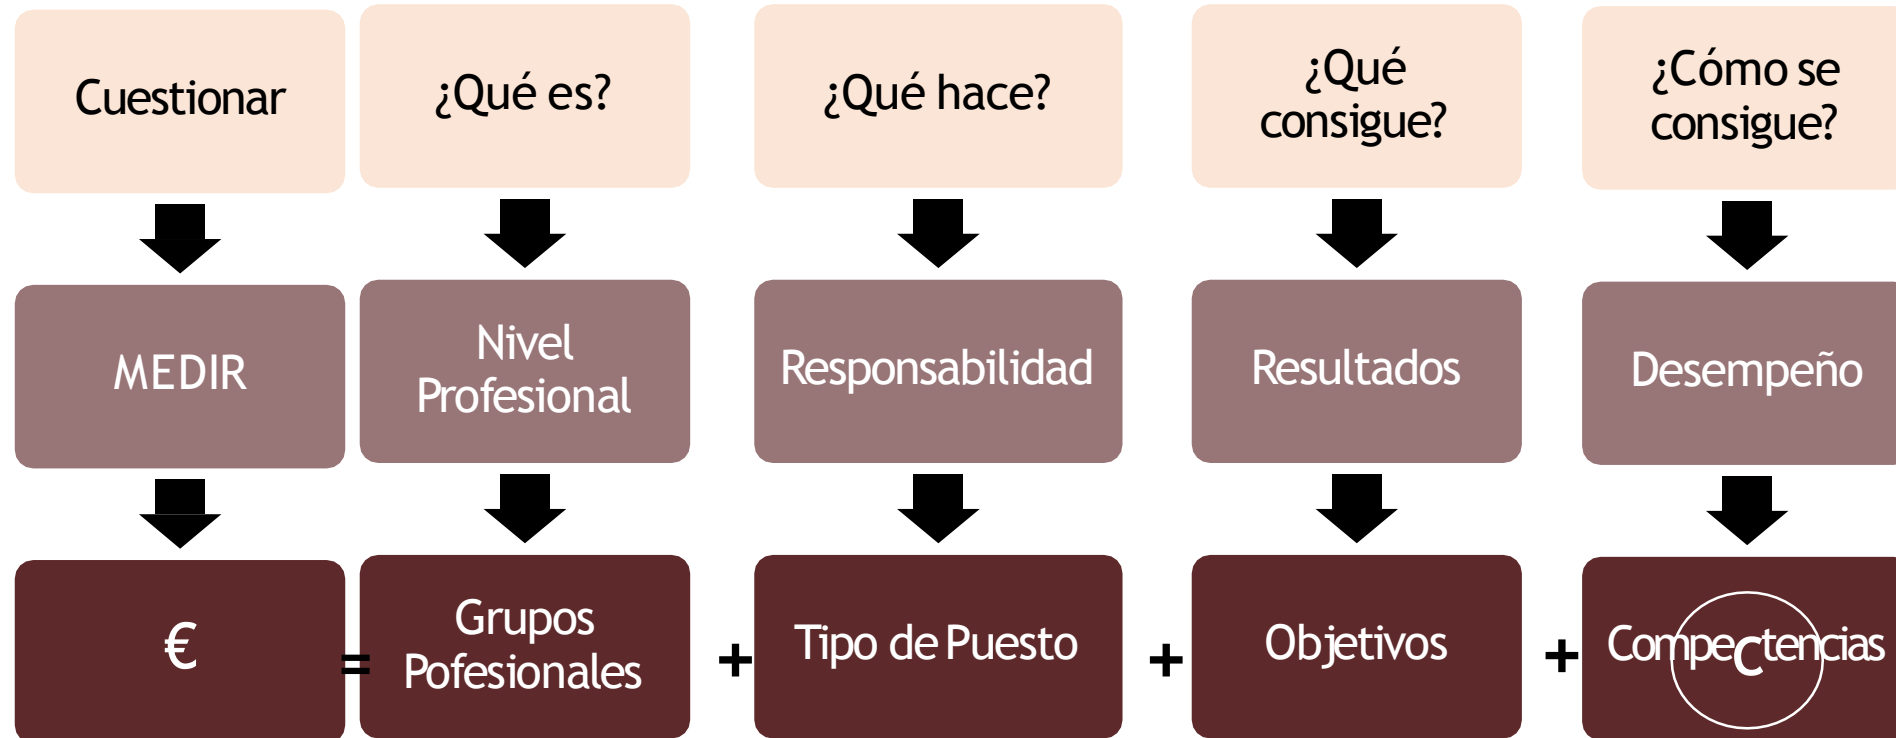 Cuestionar
¿Qué es?
¿Qué hace?
¿Qué
consigue?
¿Cómo se
consigue?
MEDIR
Nivel
Profesional
Responsabilidad
Resultados
Desempeño
€
=
Grupos
Pofesionales
+
Tipo de Puesto
+
Objetivos
+
Competencias
C